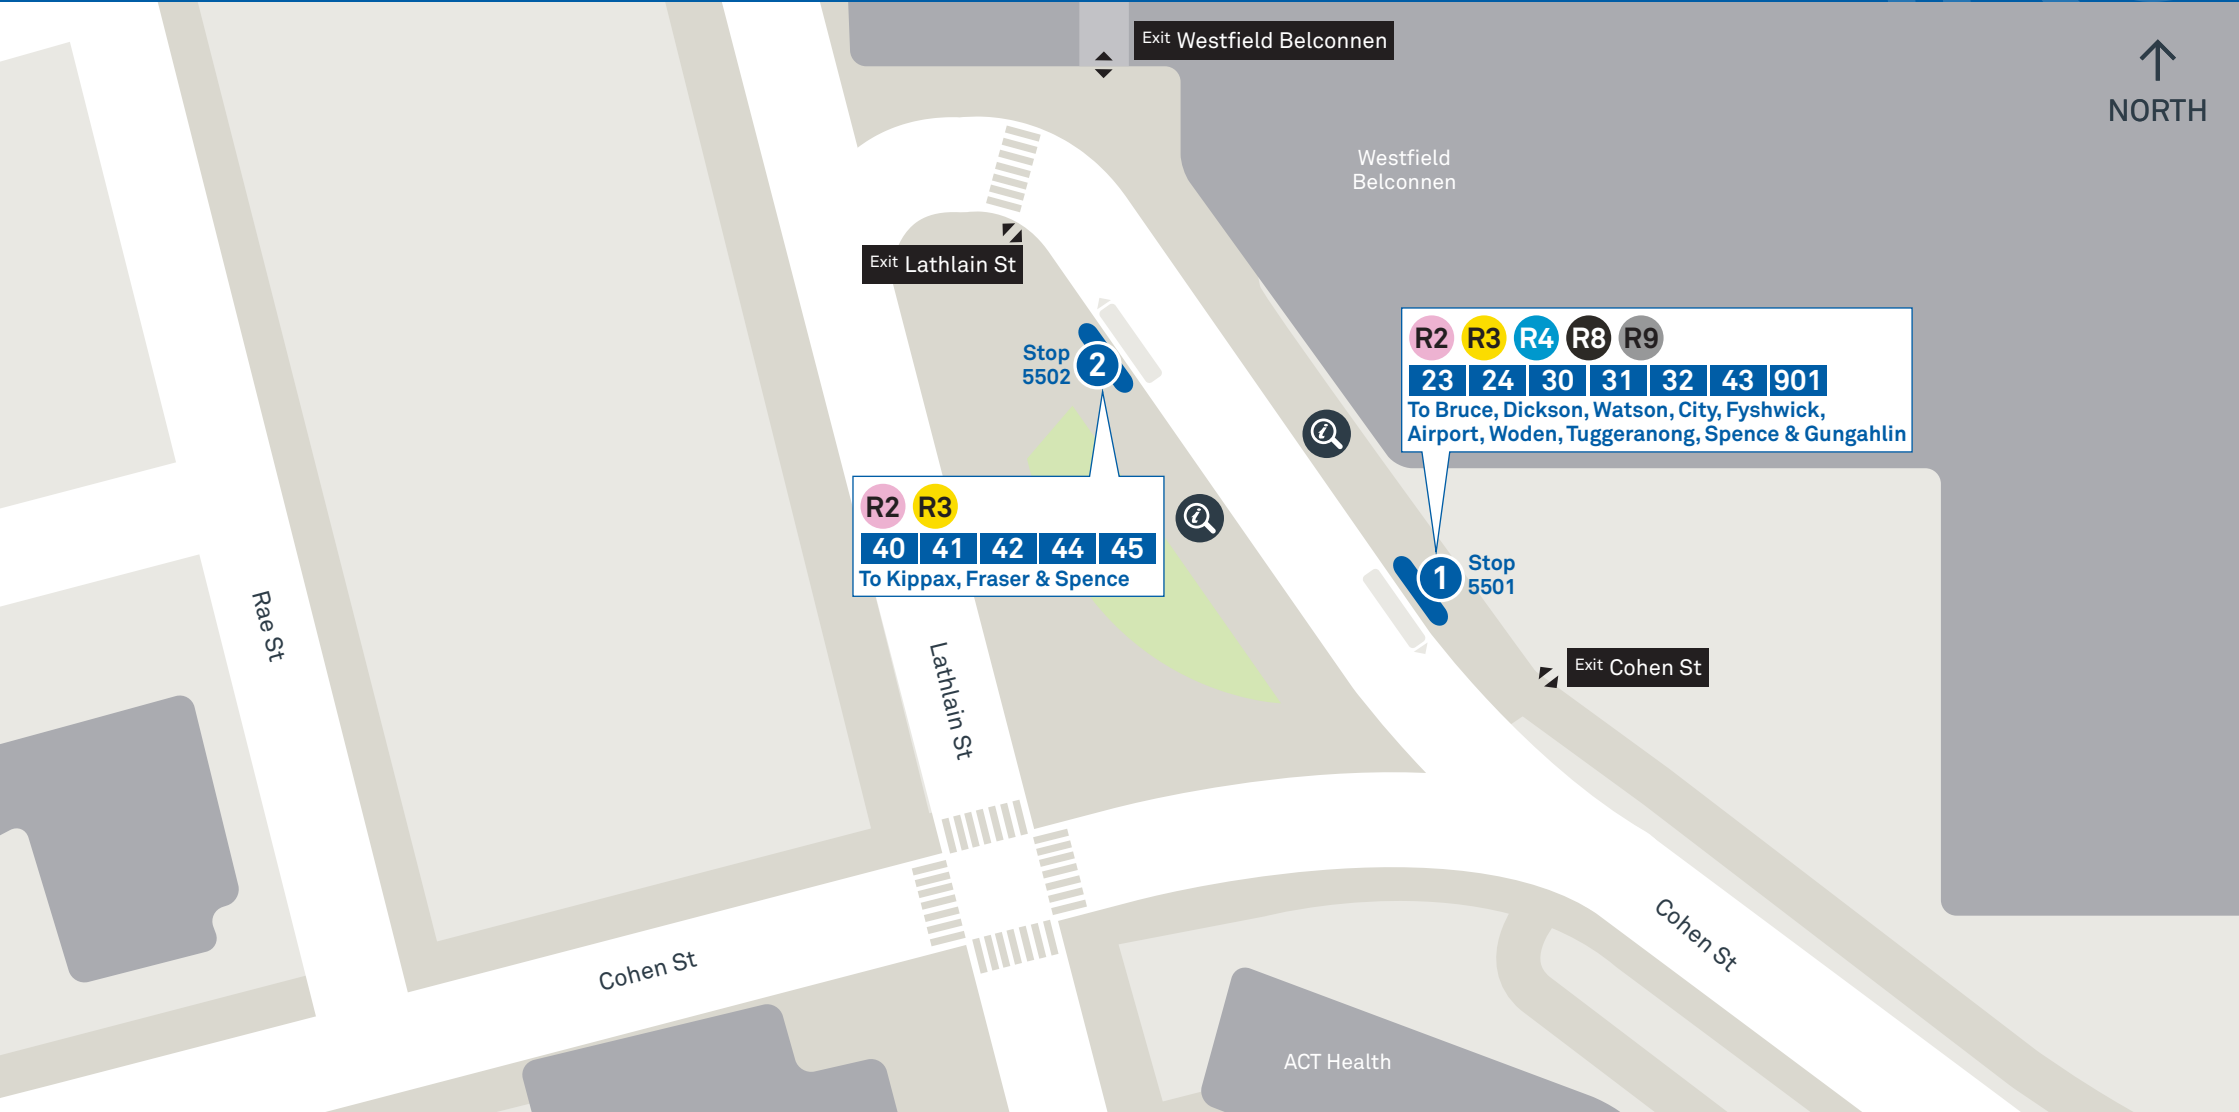 Exit Westfield Belconnen
NORTH
Westfield
Belconnen
Exit Lathlain St
R2 R3 R4 R8 R9
23 24 30 31 32 43 901
To Bruce, Dickson, Watson, City, Fyshwick,
Airport, Woden, Tuggeranong, Spence & Gungahlin
Stop
5502
2
R2 R3
40 41 42 44 45
To Kippax, Fraser & Spence
1
Stop
5501
Exit Cohen St
Rae St
Lathlain St
Cohen St
Cohen St
ACT Health